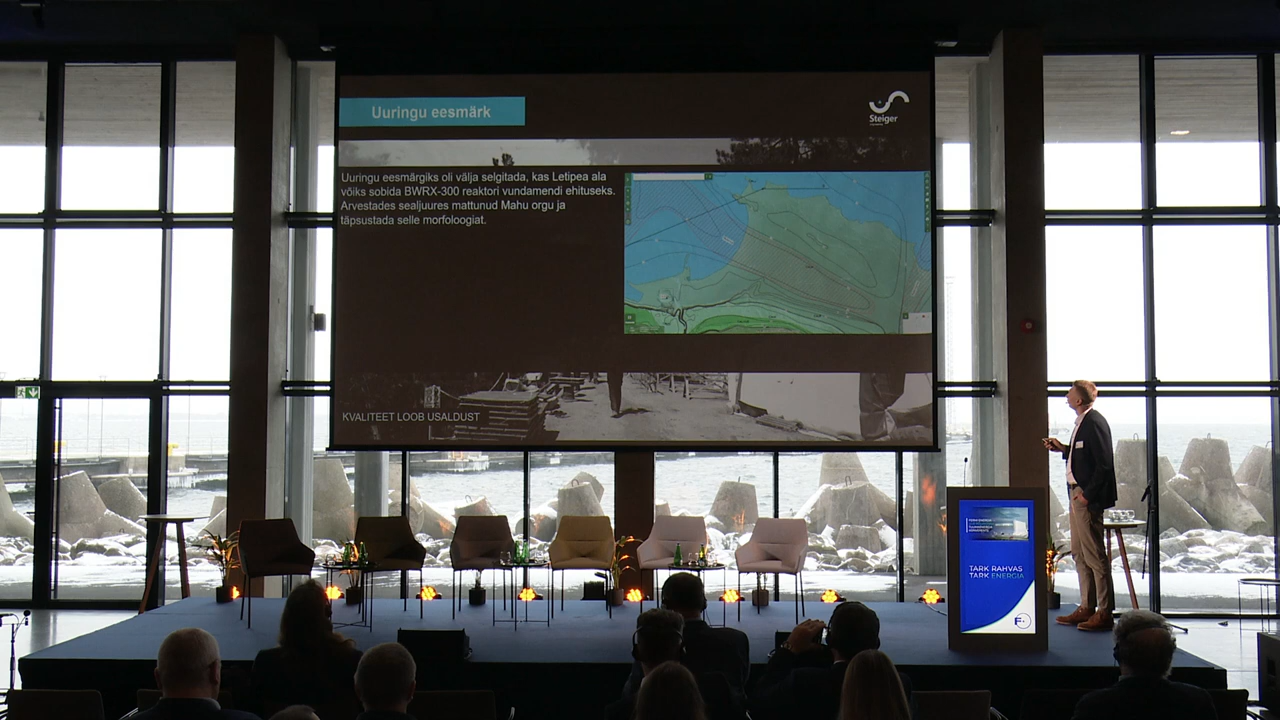 Uuringu eesmärk
Steiger
Uuringu eesmärgiks oli välja selgitada, kas Letipea ala
võiks sobida BWRX-300 reaktori vundamendi ehituseks.
Arvestades sealjuures mattunud Mahu orgu ja
täpsustada selle morfoloogiat.
KVALITEET LOOB USALDUST
TARK RAHVAS
TARK ENERGIA